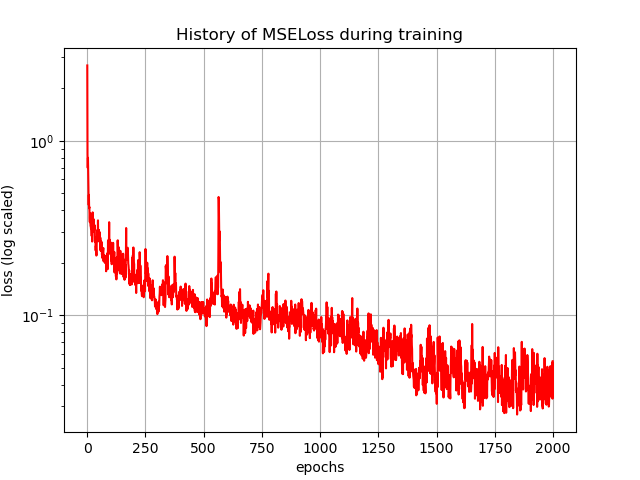 History of MSELoss during training
loss (log scaled)
10⁰
10⁻¹
0 250 500 750 1000 1250 1500 1750 2000
epochs